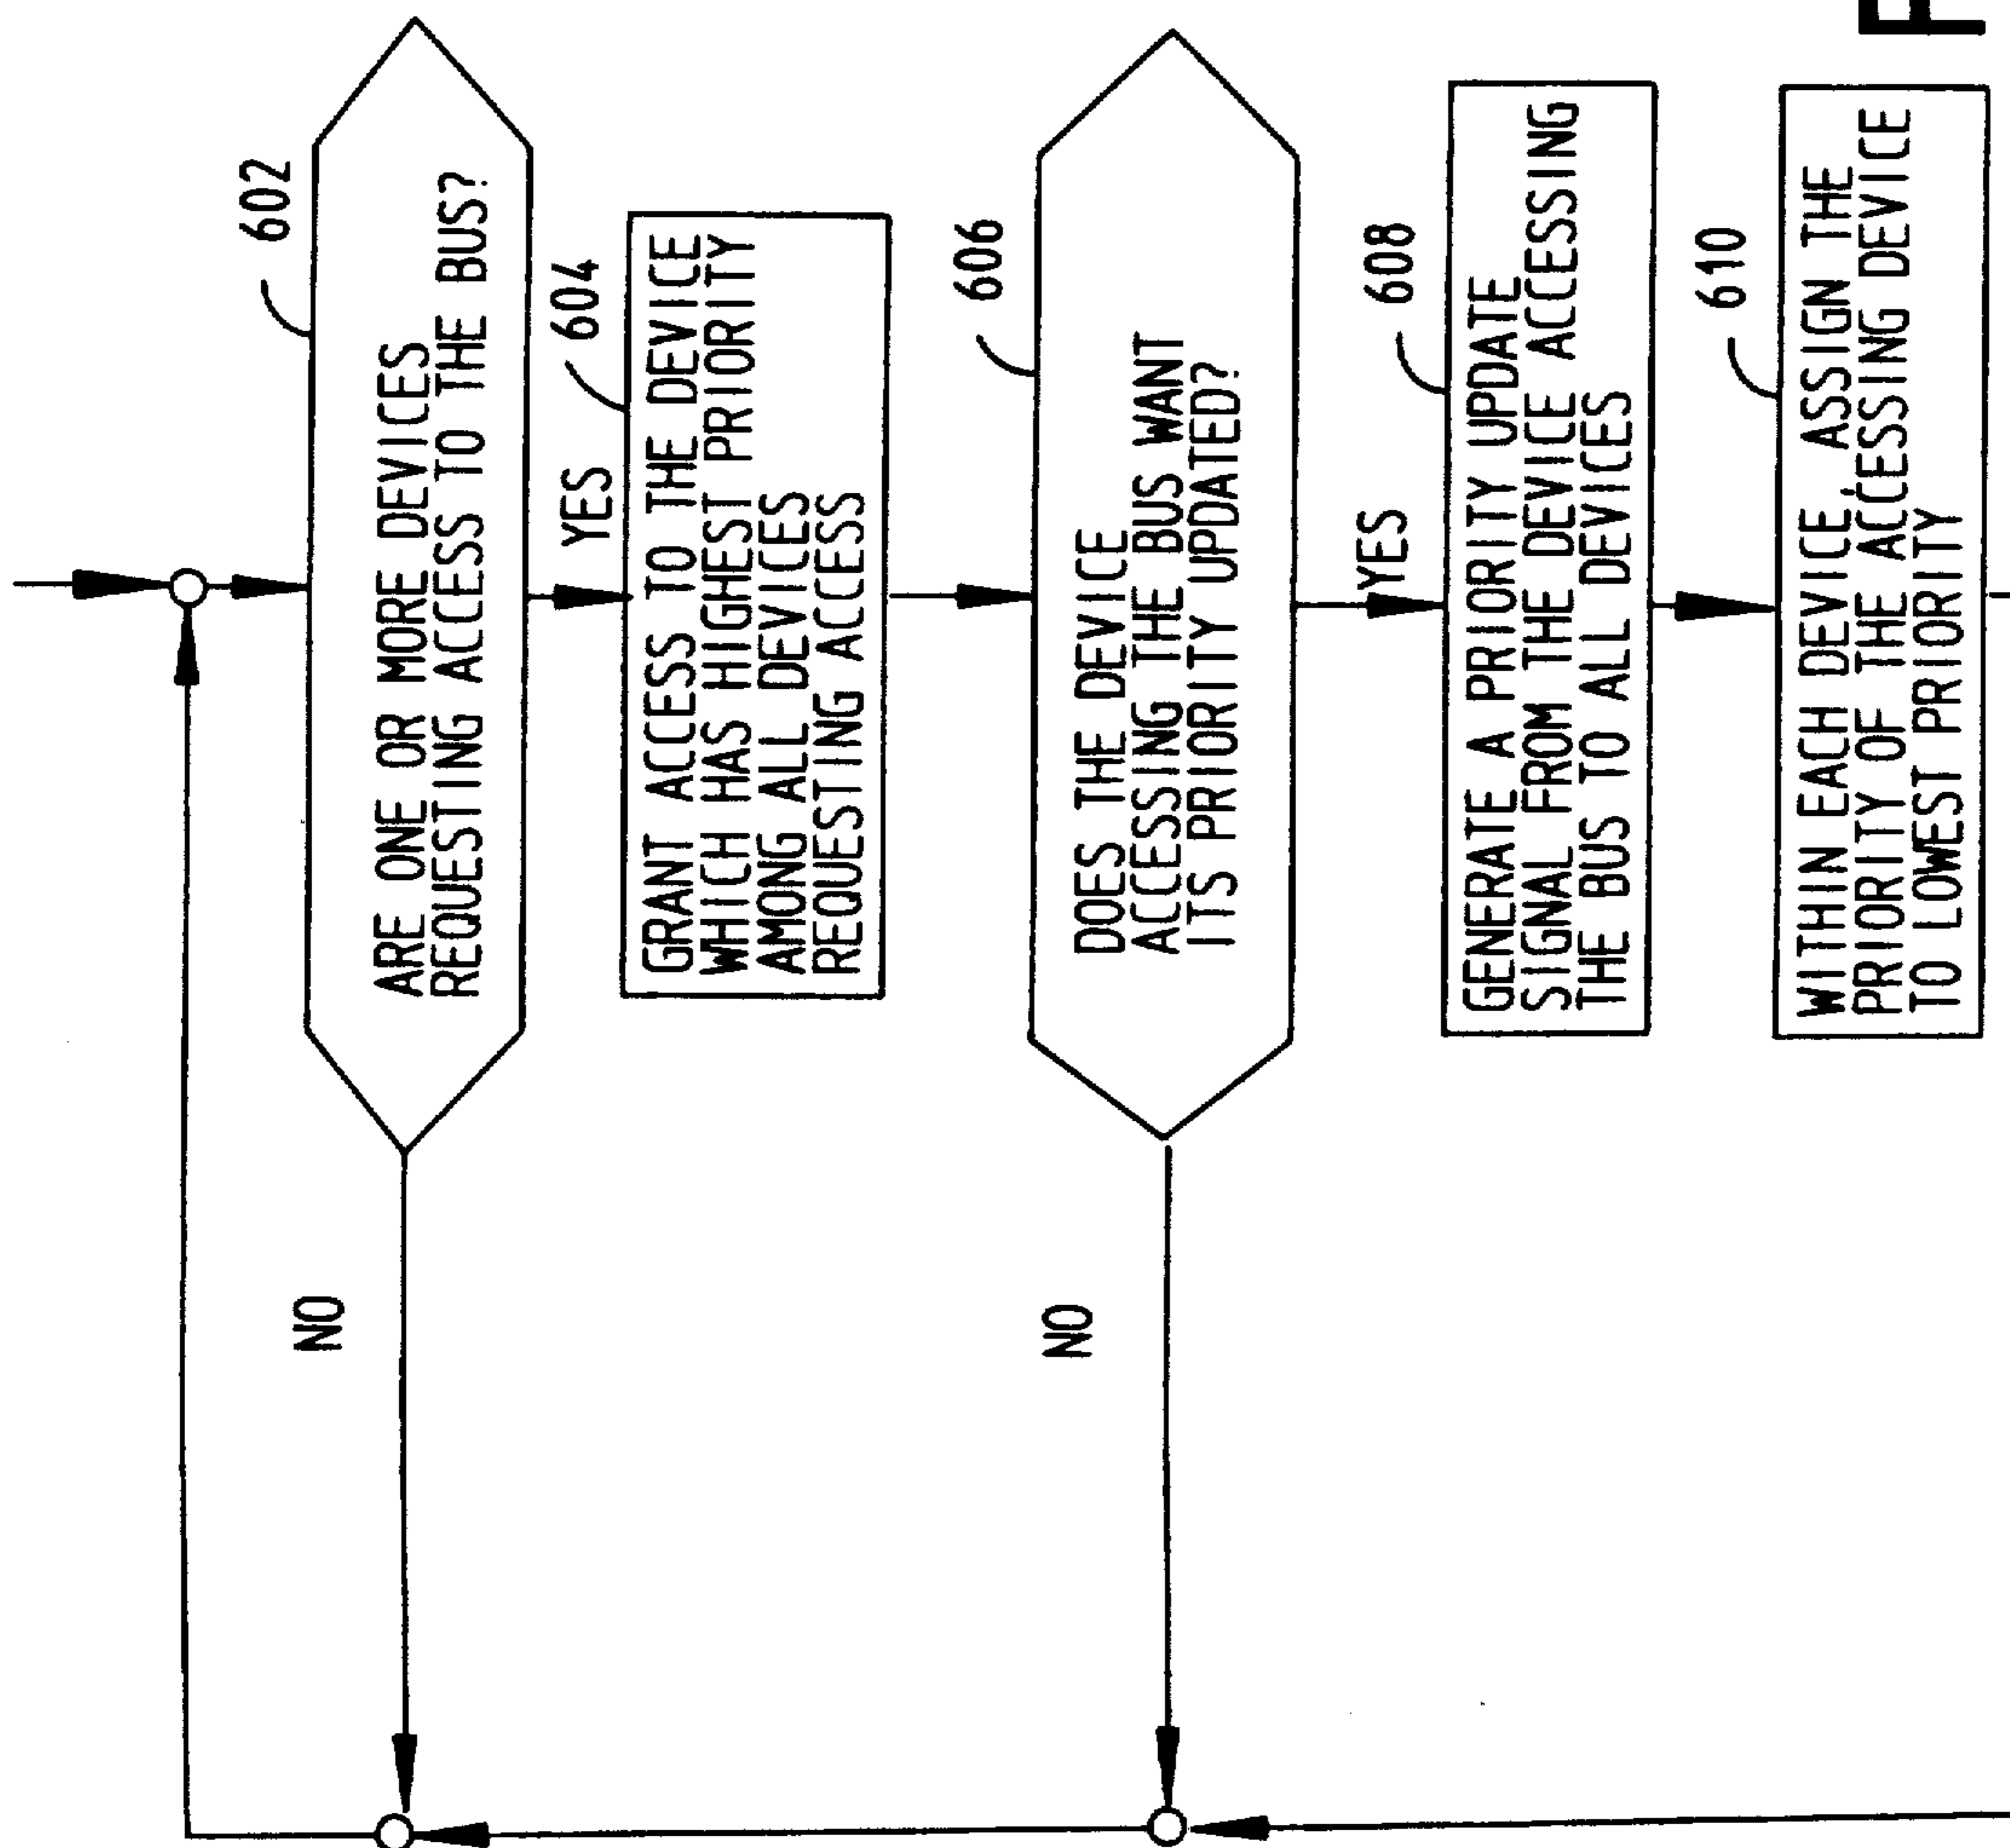 602
ARE ONE OR MORE DEVICES
REQUESTING ACCESS TO THE BUS?
NO
YES
604
GRANT ACCESS TO THE DEVICE
WHICH HAS HIGHEST PRIORITY
AMONG ALL DEVICES
REQUESTING ACCESS
606
DOES THE DEVICE
ACCESSING THE BUS WANT
ITS PRIORITY UPDATED?
NO
YES
608
GENERATE A PRIORITY UPDATE
SIGNAL FROM THE DEVICE ACCESSING
THE BUS TO ALL DEVICES
610
WITHIN EACH DEVICE, ASSIGN THE
PRIORITY OF THE ACCESSING DEVICE
TO LOWEST PRIORITY